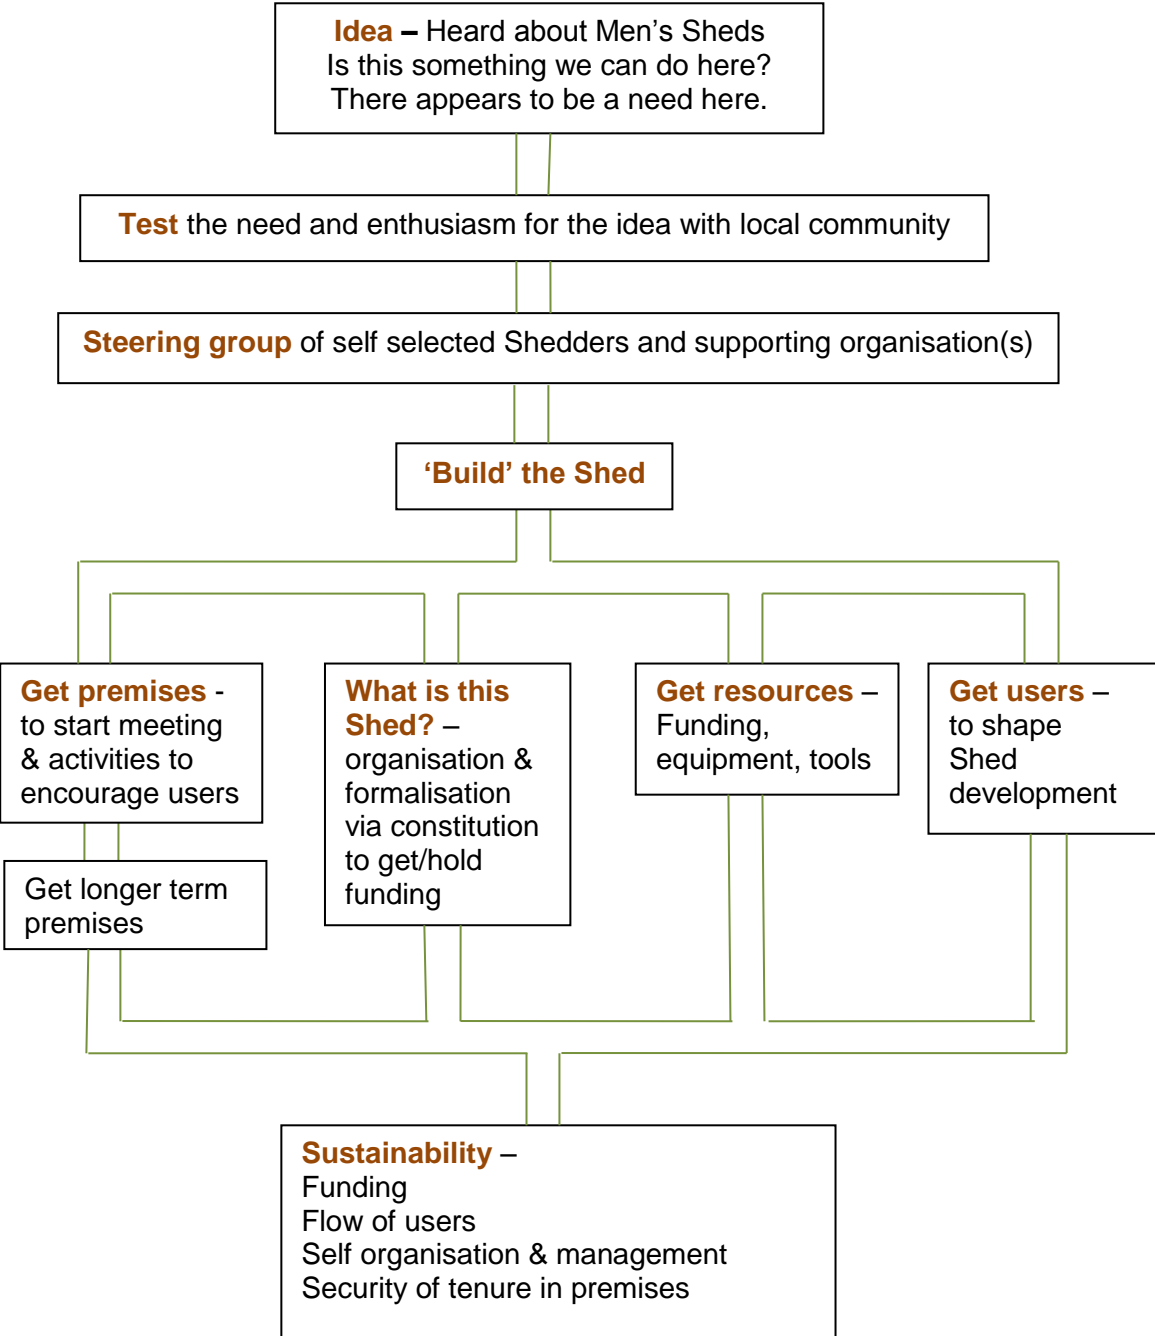 Idea – Heard about Men’s Sheds
Is this something we can do here?
There appears to be a need here.
Test the need and enthusiasm for the idea with local community
Steering group of self selected Shedders and supporting organisation(s)
‘Build’ the Shed
Get premises -
to start meeting
& activities to
encourage users
Get longer term
premises
What is this
Shed? –
organisation &
formalisation
via constitution
to get/hold
funding
Get resources –
Funding,
equipment, tools
Get users –
to shape
Shed
development
Sustainability –
Funding
Flow of users
Self organisation & management
Security of tenure in premises